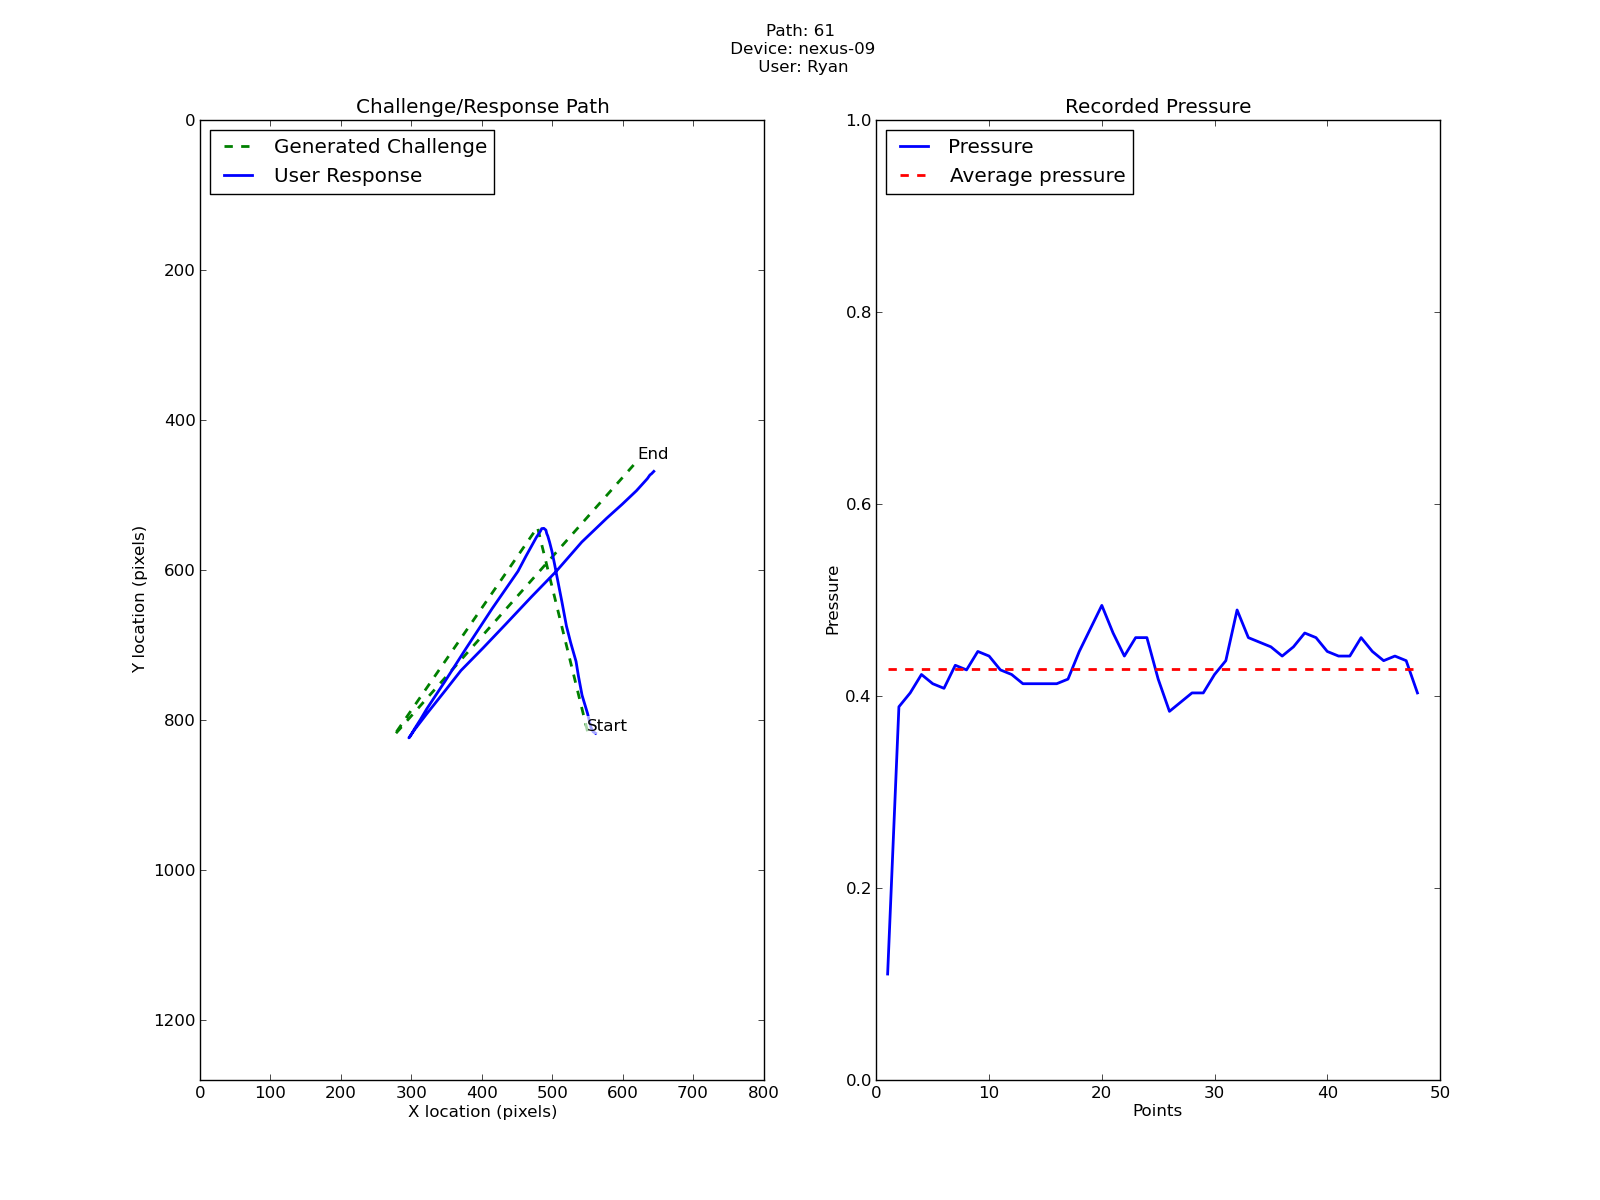 Path: 61
Device: nexus-09
User: Ryan
Challenge/Response Path
Generated Challenge
User Response
0
200
400
600
800
1000
1200
Y location (pixels)
End
Start
0 100 200 300 400 500 600 700 800
X location (pixels)
Recorded Pressure
Pressure
Average pressure
1.0
0.8
0.6
0.4
0.2
0.0
Pressure
0 10 20 30 40 50
Points